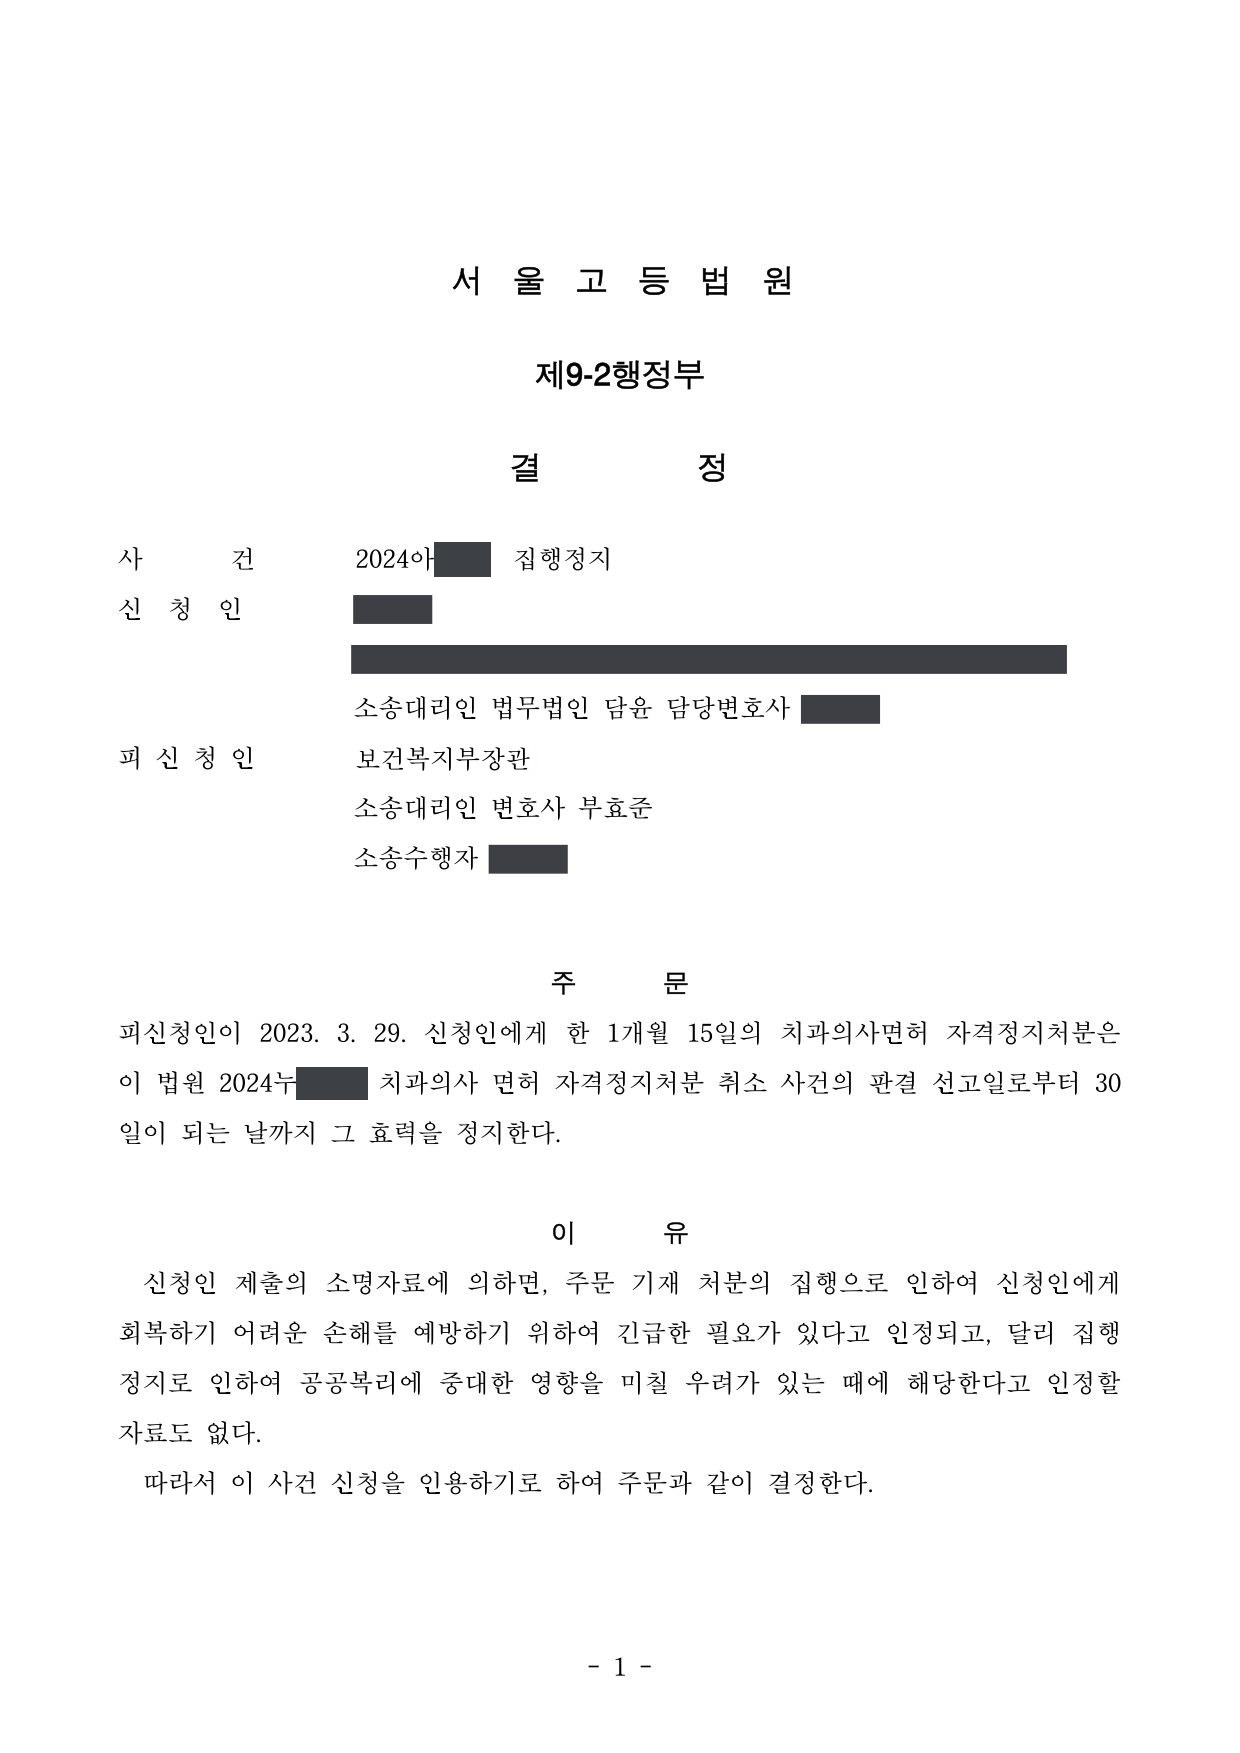 서 울 고 등 법 원
제9-2행정부
결 정
사 건 2024아 집행정지
신 청 인
소송대리인 법무법인 담윤 담당변호사
피 신 청 인 보건복지부장관
소송대리인 변호사 부효준
소송수행자
주 문
피신청인이 2023. 3. 29. 신청인에게 한 1개월 15일의 치과의사면허 자격정지처분은
이 법원 2024누 치과의사 면허 자격정지처분 취소 사건의 판결 선고일로부터 30
일이 되는 날까지 그 효력을 정지한다.
이 유
신청인 제출의 소명자료에 의하면, 주문 기재 처분의 집행으로 인하여 신청인에게
회복하기 어려운 손해를 예방하기 위하여 긴급한 필요가 있다고 인정되고, 달리 집행
정지로 인하여 공공복리에 중대한 영향을 미칠 우려가 있는 때에 해당한다고 인정할
자료도 없다.
따라서 이 사건 신청을 인용하기로 하여 주문과 같이 결정한다.
- 1 -